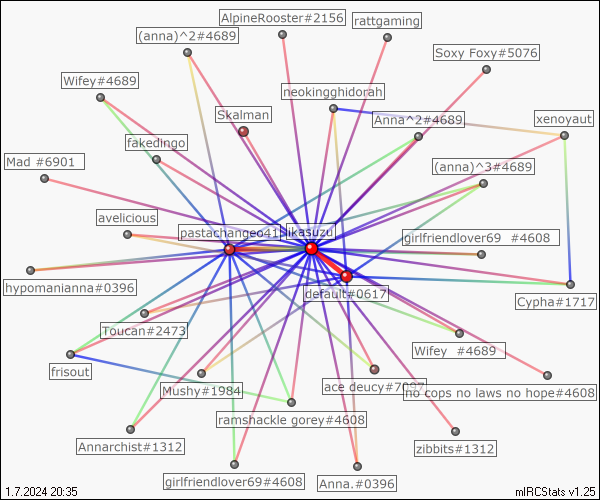 AlpineRooster#2156
rattgaming
(anna)^2#4689
Soxy Foxy#5076
Wifey#4689
neokingghidorah
Skalman
Anna^2#4689
xenoyaut
fakedingo
Mad #6901
(anna)^3#4689
avelicious
pastachangeo41
likasuzu
girlfriendlover69 #4608
hypomanianna#0396
default#0617
Cypha#1717
Toucan#2473
Wifey #4689
frisout
Mushy#1984
ace deucy#7097
no cops no laws no hope#4608
ramshackle gorey#4608
Annarchist#1312
zibbits#1312
girlfriendlover69#4608
Anna.#0396
1.7.2024 20:35
mIRCStats v1.25